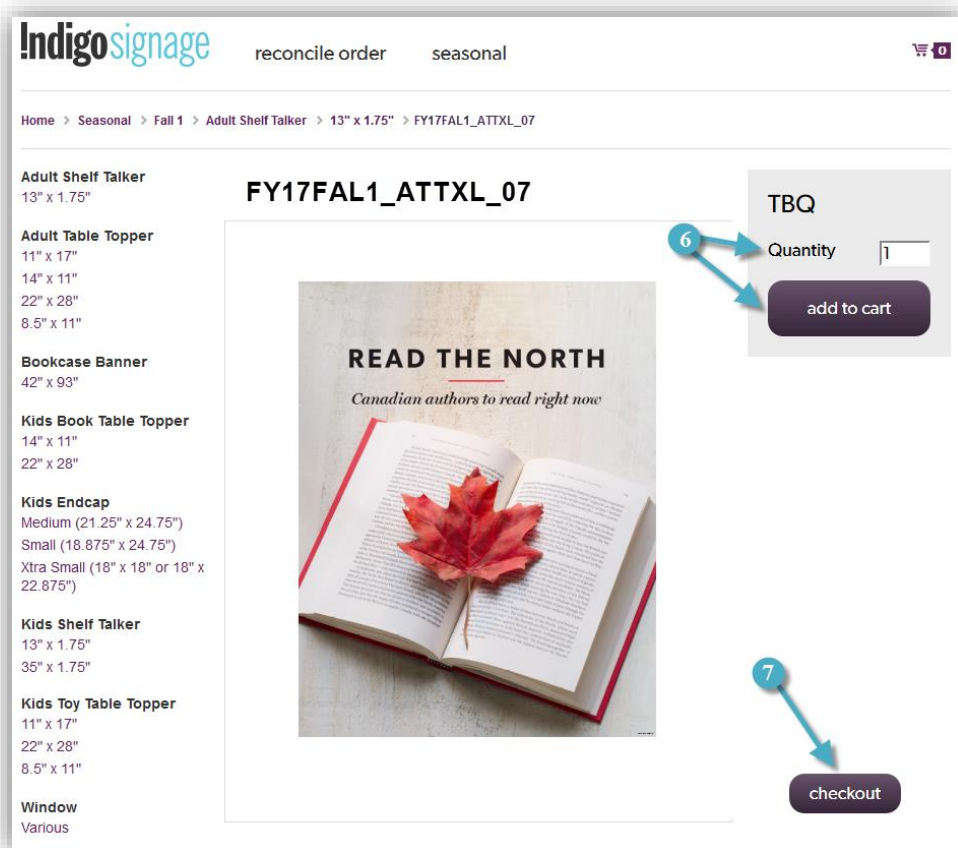 !ndigosignage
reconcile order seasonal
0
Home > Seasonal > Fall 1 > Adult Shelf Talker > 13" x 1.75" > FY17FAL1_ATTXL_07
Adult Shelf Talker
13" x 1.75"
Adult Table Topper
11" x 17"
14" x 11"
22" x 28"
8.5" x 11"
Bookcase Banner
42" x 93"
Kids Book Table Topper
14" x 11"
22" x 28"
Kids Endcap
Medium (21.25" x 24.75")
Small (18.875" x 24.75")
Xtra Small (18" x 18" or 18" x
22.875")
Kids Shelf Talker
13" x 1.75"
35" x 1.75"
Kids Toy Table Topper
11" x 17"
22" x 28"
8.5" x 11"
Window
Various
FY17FAL1_ATTXL_07
READ THE NORTH
Canadian authors to read right now
TBQ
6
Quantity 1
add to cart
7
checkout